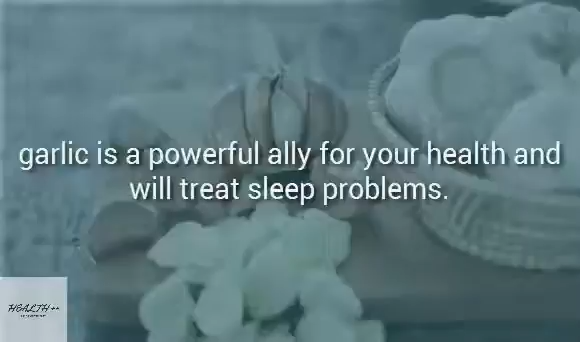 garlic is a powerful ally for your health and
will treat sleep problems.
HEALTH ++